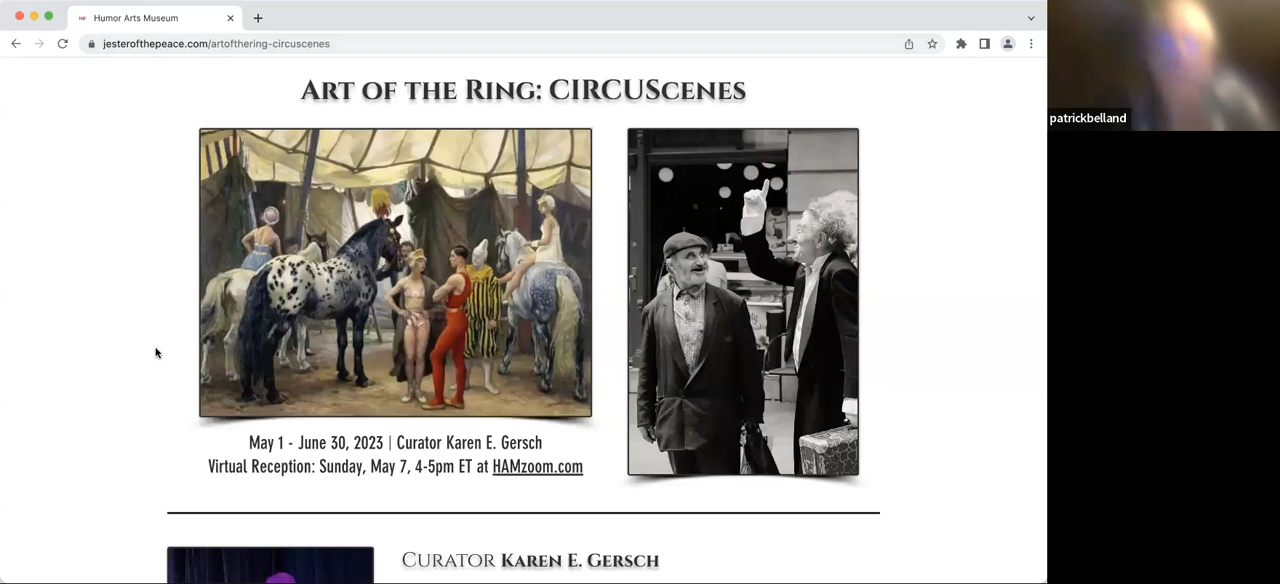 Humor Arts Museum
jesterofthepeace.com/artofthering-circuscenes
patrickbelland
Art of the Ring: CIRCUScenes
May 1 - June 30, 2023 | Curator Karen E. Gersch
Virtual Reception: Sunday, May 7, 4-5pm ET at HAMzoom.com
Curator Karen E. Gersch